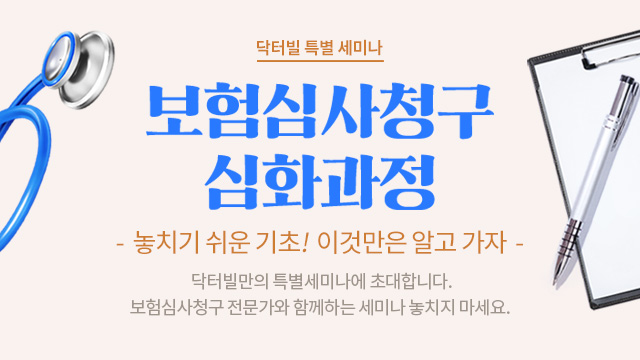 닥터빌 특별 세미나
보험심사청구
심화과정
- 놓치기 쉬운 기초! 이것만은 알고 가자 -
닥터빌만의 특별세미나에 초대합니다.
보험심사청구 전문가와 함께하는 세미나 놓치지 마세요.